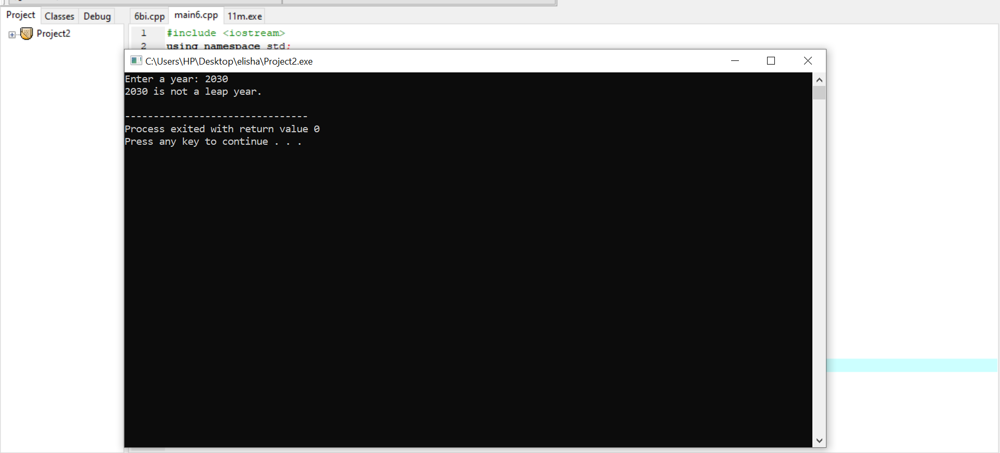 Project Classes Debug
6bi.cpp main6.cpp 11m.exe
Project2
1 #include <iostream>
2 using namespace std;
C:\Users\HP\Desktop\elisha\Project2.exe
Enter a year: 2030
2030 is not a leap year.
--------------------------------
Process exited with return value 0
Press any key to continue . . .